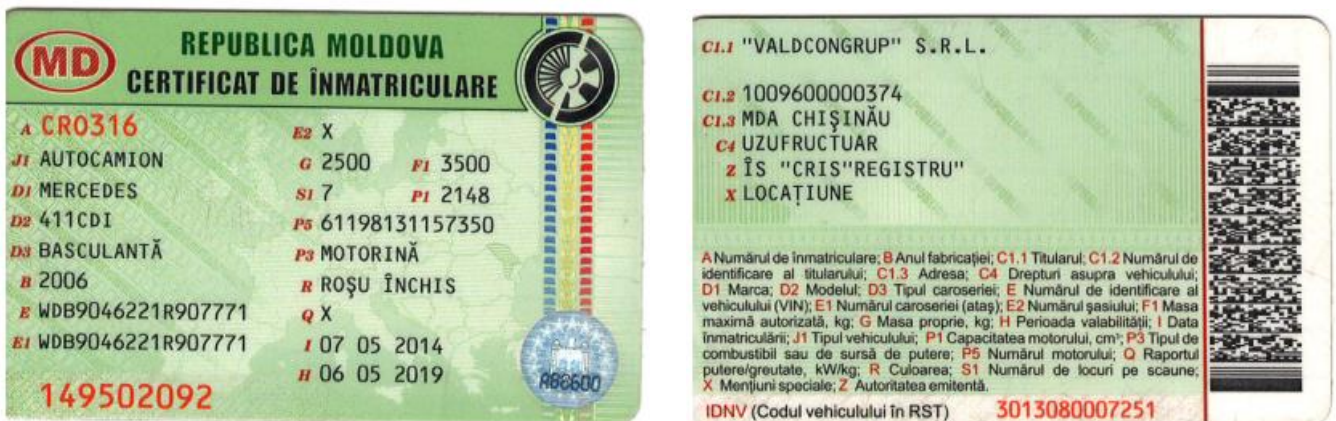 MD
REPUBLICA MOLDOVA
CERTIFICAT DE ÎNMATRICULARE
A CRO316
J1 AUTOCAMION
D1 MERCEDES
D2 411CDI
D3 BASCULANTĂ
B 2006
E WDB9046221R907771
E1 WDB9046221R907771
149502092
E2 X
G 2500 F1 3500
S1 7 P1 2148
P5 61198131157350
P3 MOTORINĂ
R ROŞU ÎNCHIS
Q X
I 07 05 2014
H 06 05 2019
C1.1 "VALDCONGRUP" S.R.L.
C1.2 1009600000374
C1.3 MDA CHIŞINĂU
C4 UZUFRUCTUAR
Z ÎS "CRIS"REGISTRU"
X LOCAŢIUNE
A Numărul de înmatriculare; B Anul fabricaţiei; C1.1 Titularul; C1.2 Numărul de
identificare al titularului; C1.3 Adresa; C4 Drepturi asupra vehiculului;
D1 Marca; D2 Modelul; D3 Tipul caroseriei; E Numărul de identificare al
vehiculului (VIN); E1 Numărul caroseriei (ataş); E2 Numărul şasiului; F1 Masa
maximă autorizată, kg; G Masa proprie, kg; H Perioada valabilităţii; I Data
înmatriculării; J1 Tipul vehiculului; P1 Capacitatea motorului, cm³; P3 Tipul de
combustibil sau de sursă de putere; P5 Numărul motorului; Q Raportul
putere/greutate, kW/kg; R Culoarea; S1 Numărul de locuri pe scaune;
X Menţiuni speciale; Z Autoritatea emitentă.
IDNV (Codul vehiculului în RST) 3013080007251